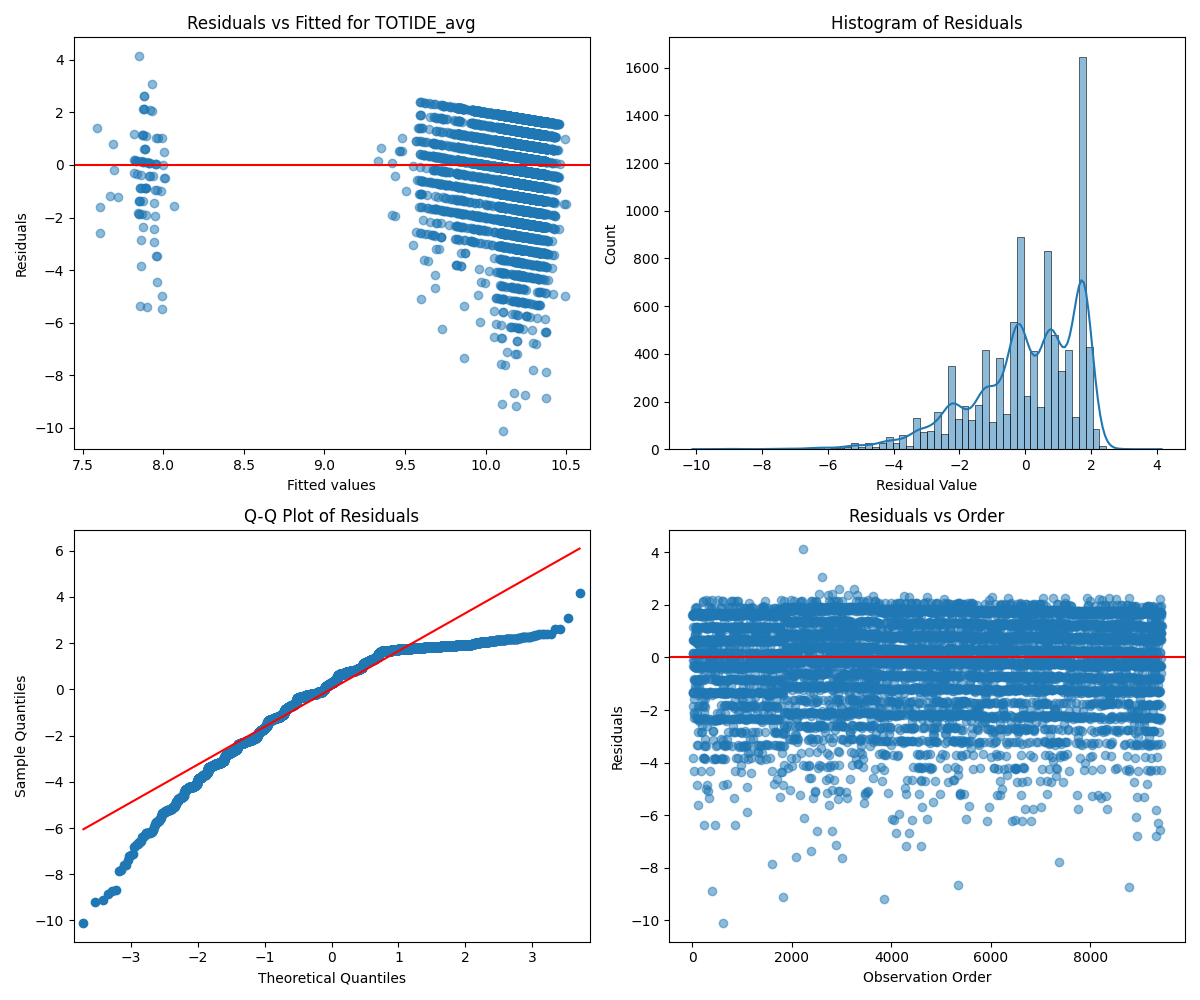 Residuals vs Fitted for TOTIDE_avg
4
2
0
−2
−4
−6
−8
−10
Residuals
7.5 8.0 8.5 9.0 9.5 10.0 10.5
Fitted values
Histogram of Residuals
1600
1400
1200
1000
800
600
400
200
0
Count
−10 −8 −6 −4 −2 0 2 4
Residual Value
Q-Q Plot of Residuals
6
4
2
0
−2
−4
−6
−8
−10
Sample Quantiles
−3 −2 −1 0 1 2 3
Theoretical Quantiles
Residuals vs Order
4
2
0
−2
−4
−6
−8
−10
Residuals
0 2000 4000 6000 8000
Observation Order